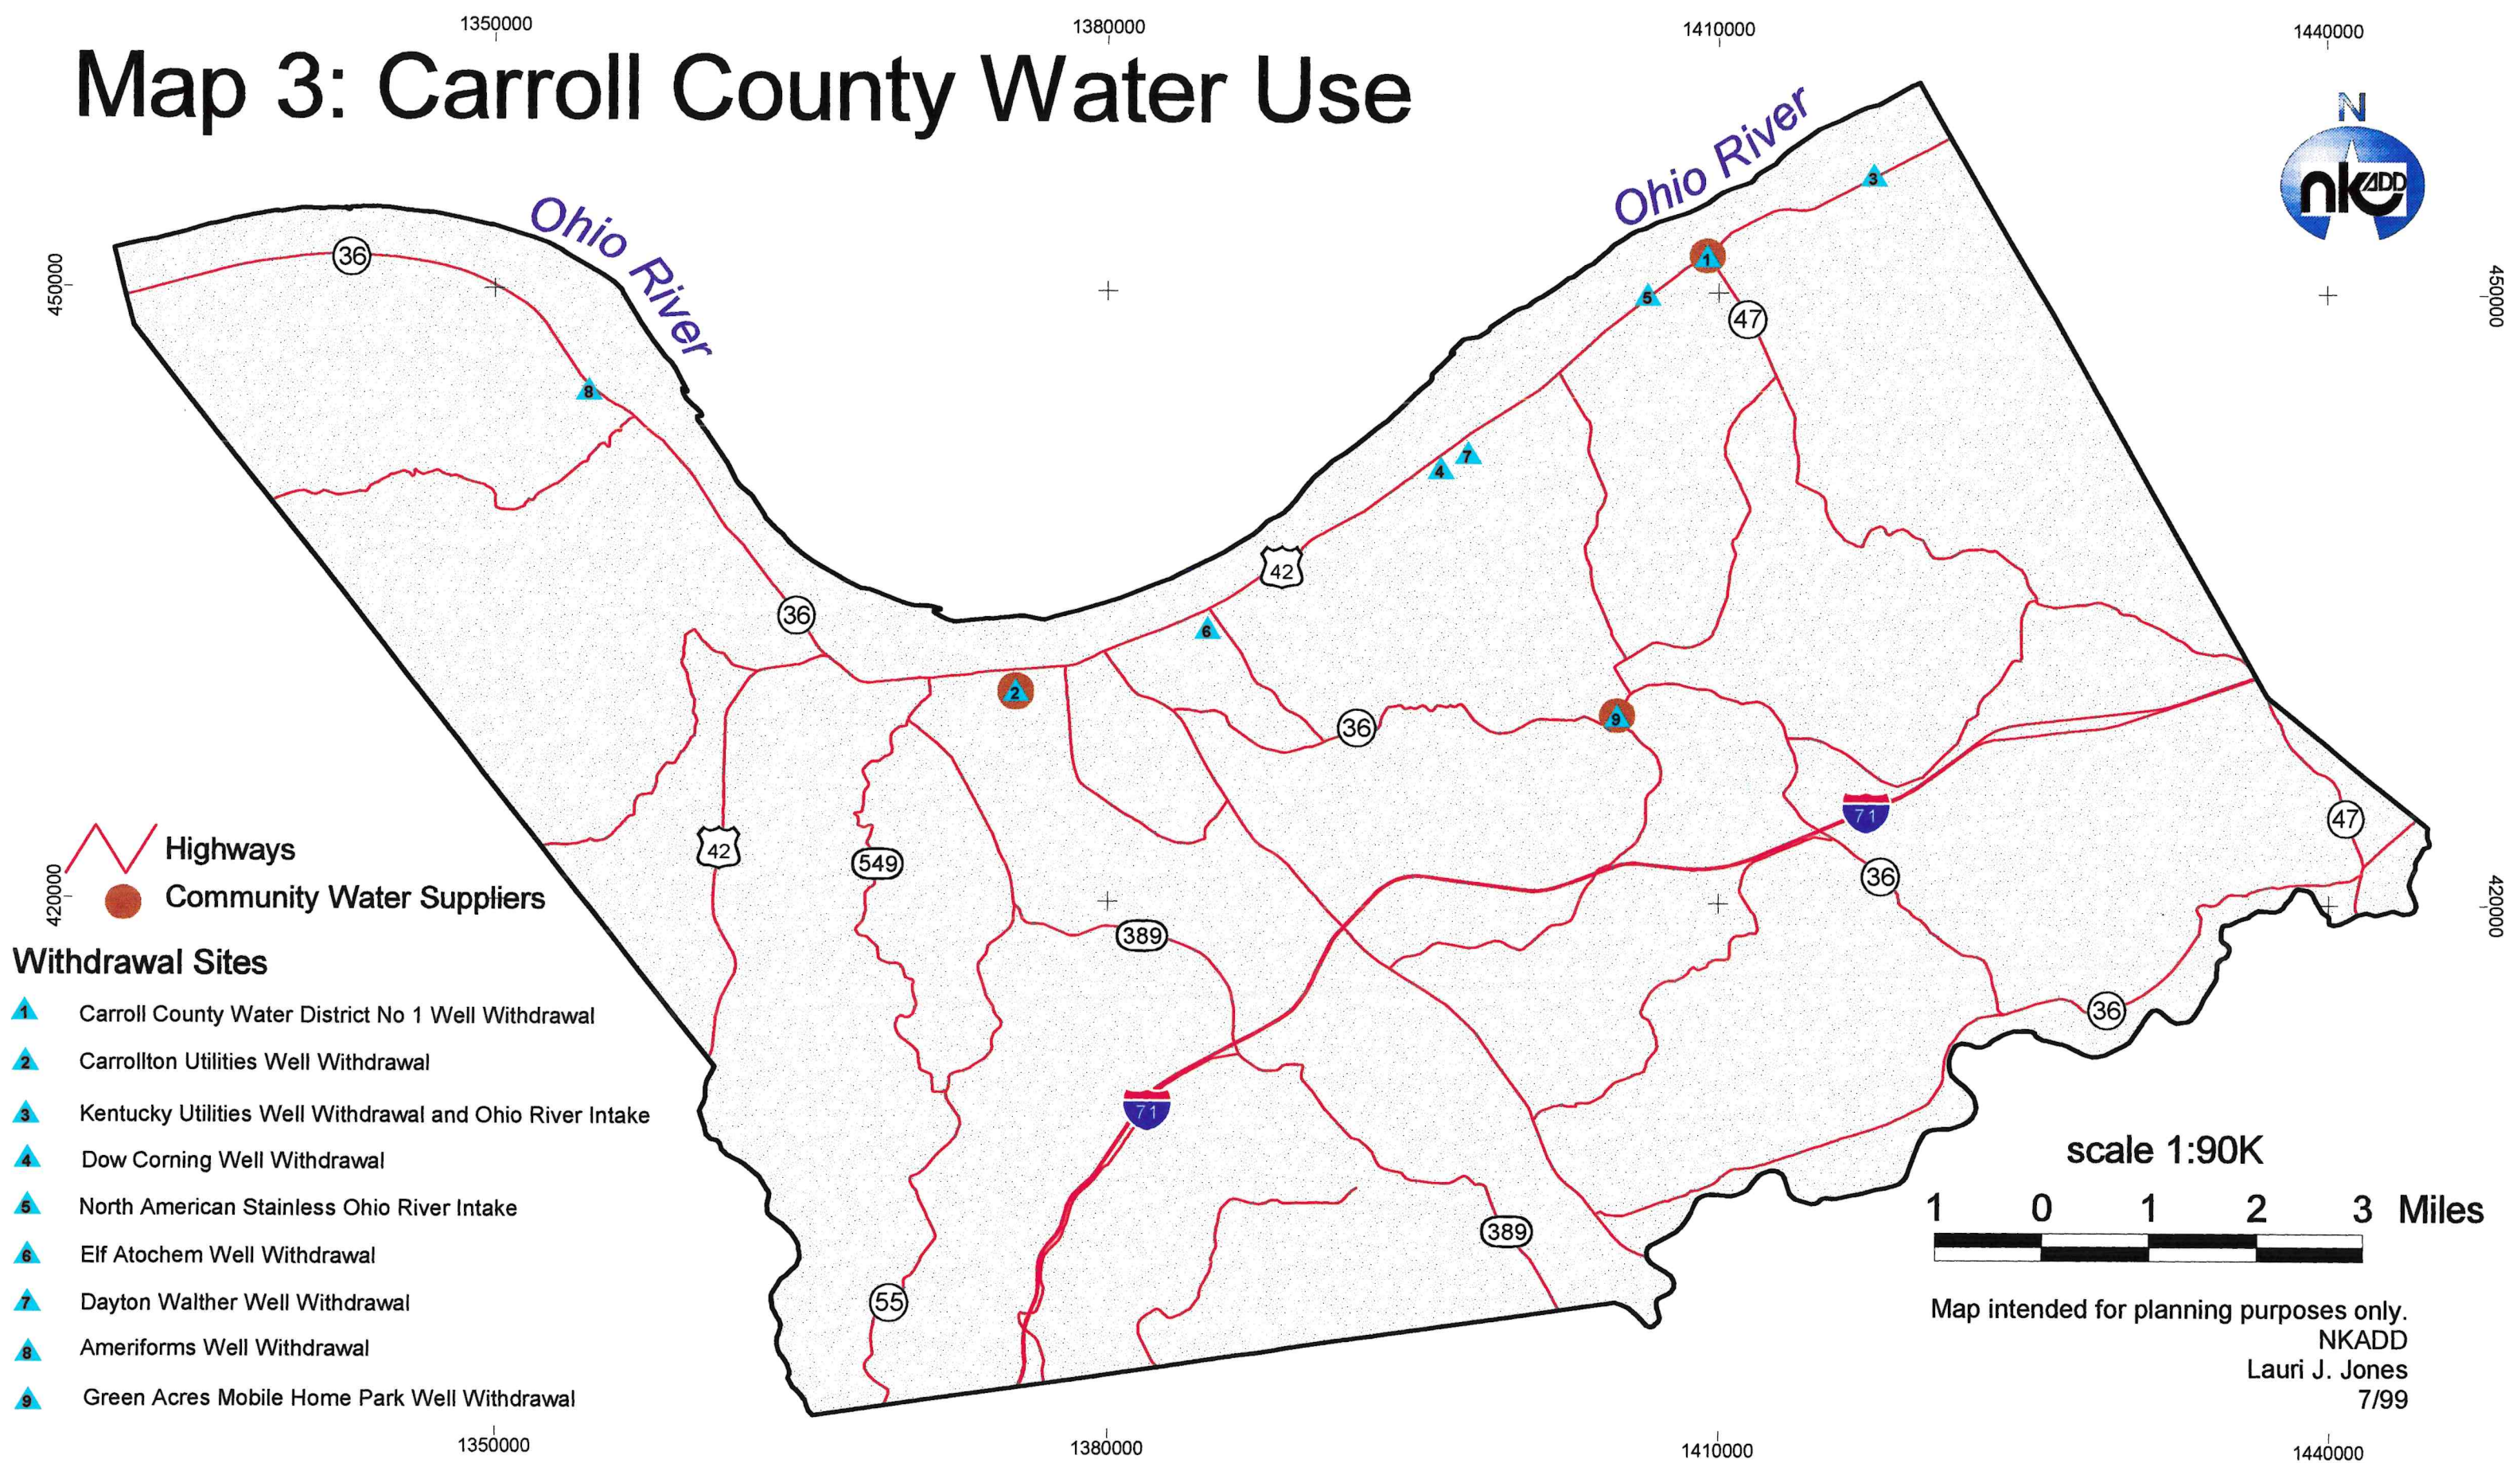 1350000
1380000
1410000
1440000
Map 3: Carroll County Water Use
N
nk ADD
Ohio River
Ohio River
450000
450000
36
8
3
1
5
47
7
4
42
36
6
2
36
9
71
42
549
47
36
389
36
71
389
55
420000
420000
Highways
Community Water Suppliers
Withdrawal Sites
1 Carroll County Water District No 1 Well Withdrawal
2 Carrollton Utilities Well Withdrawal
3 Kentucky Utilities Well Withdrawal and Ohio River Intake
4 Dow Corning Well Withdrawal
5 North American Stainless Ohio River Intake
6 Elf Atochem Well Withdrawal
7 Dayton Walther Well Withdrawal
8 Ameriforms Well Withdrawal
9 Green Acres Mobile Home Park Well Withdrawal
scale 1:90K
1 0 1 2 3 Miles
Map intended for planning purposes only.
NKADD
Lauri J. Jones
7/99
1350000
1380000
1410000
1440000